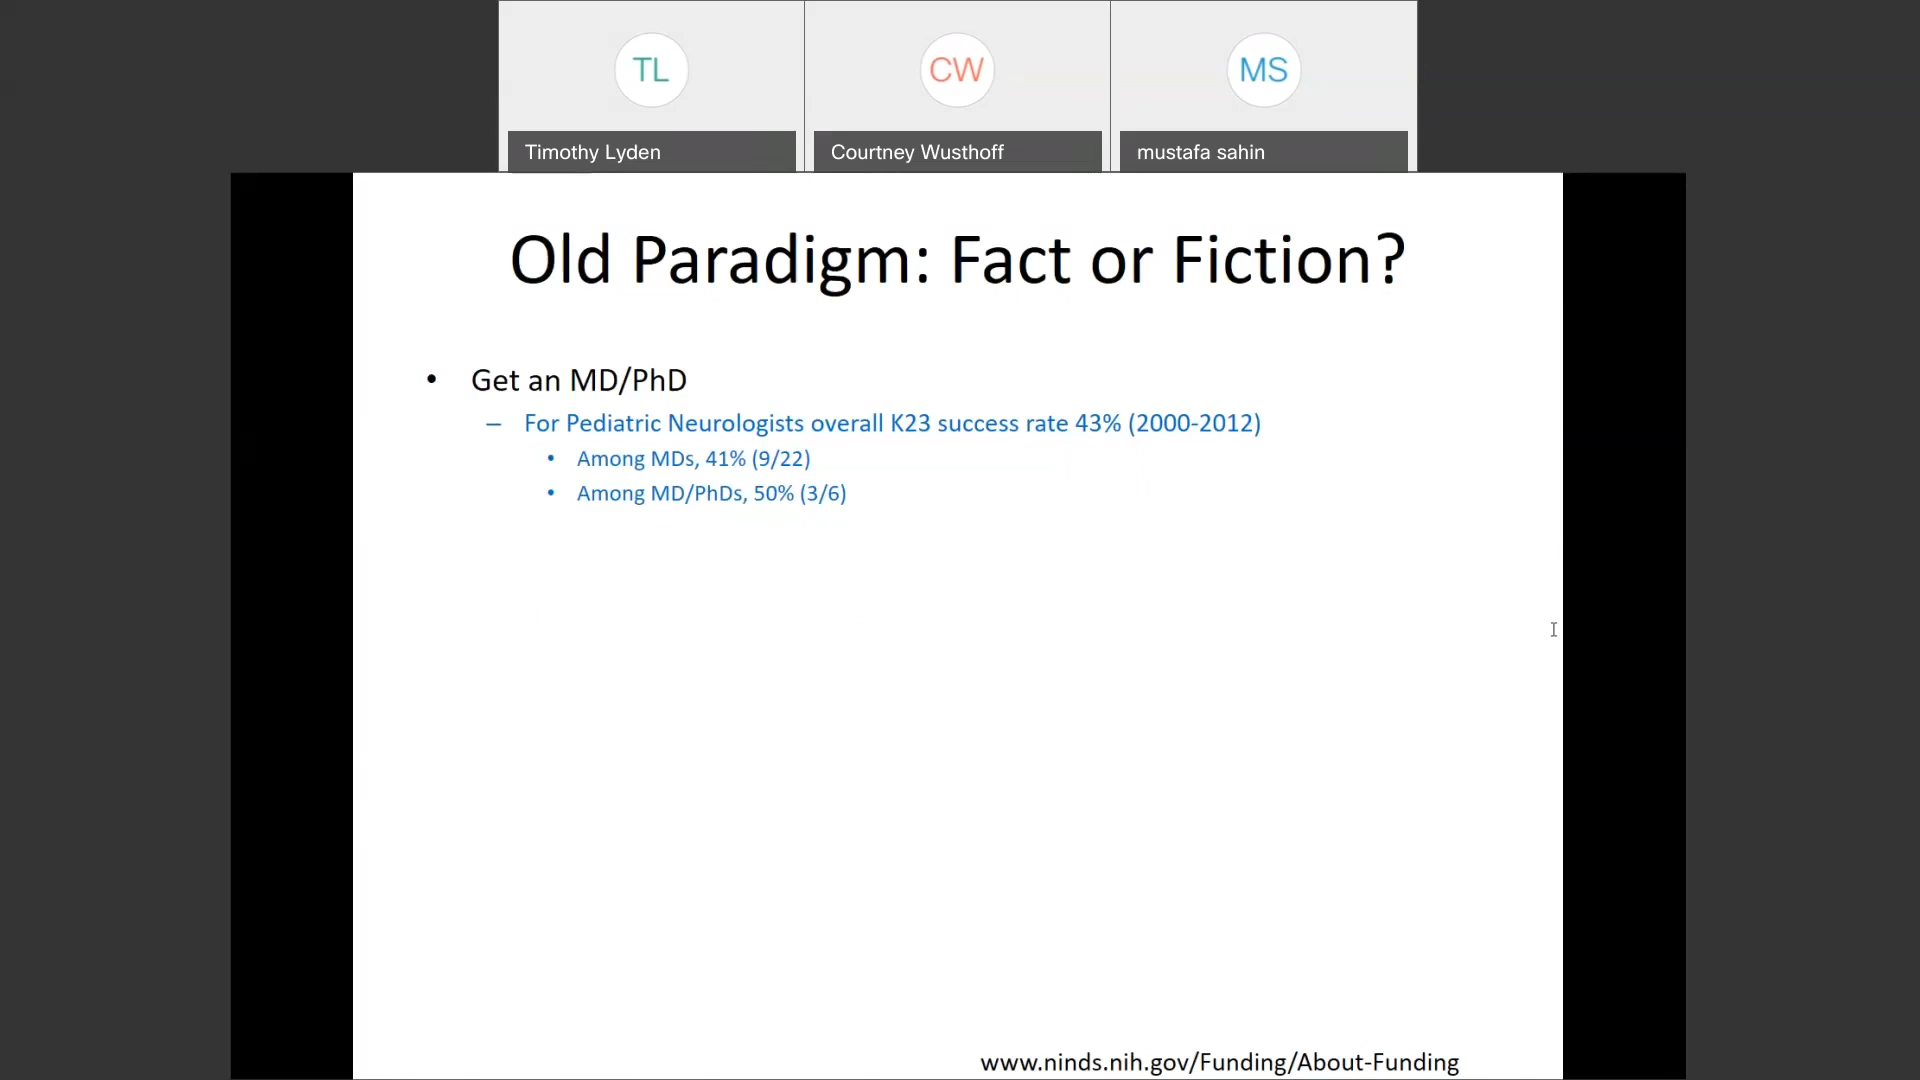 TL
CW
MS
Timothy Lyden
Courtney Wusthoff
mustafa sahin
Old Paradigm: Fact or Fiction?
• Get an MD/PhD
– For Pediatric Neurologists overall K23 success rate 43% (2000-2012)
• Among MDs, 41% (9/22)
• Among MD/PhDs, 50% (3/6)
www.ninds.nih.gov/Funding/About-Funding